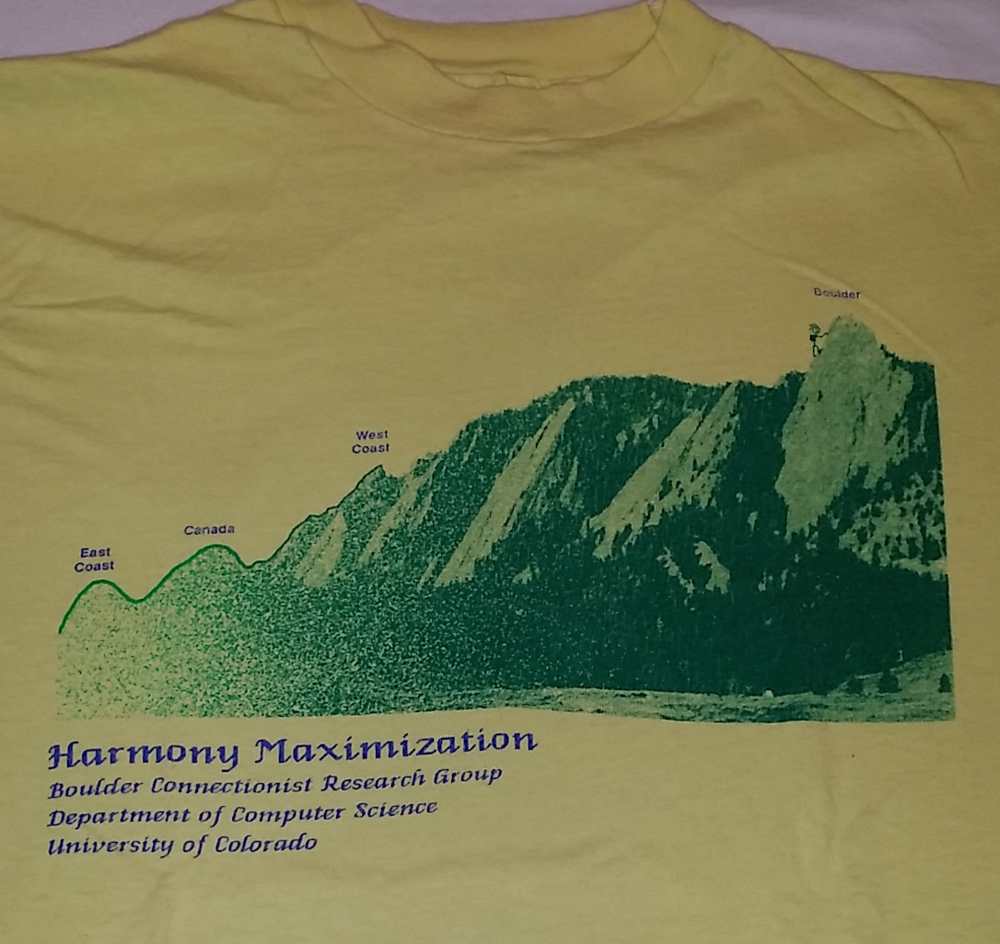 Boulder
West
Coast
Canada
East
Coast
Harmony Maximization
Boulder Connectionist Research Group
Department of Computer Science
University of Colorado